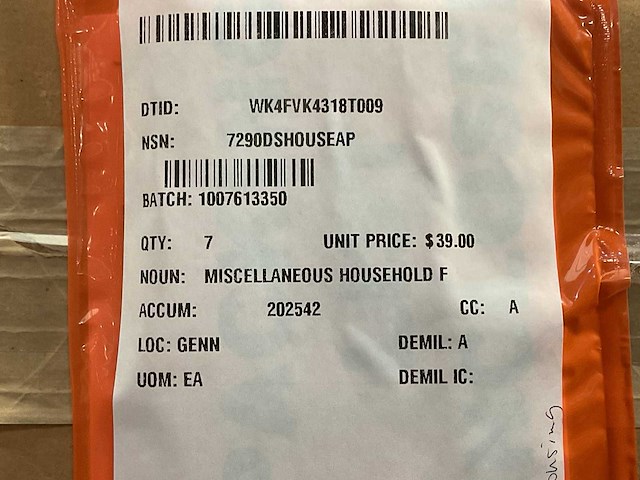 DTID: WK4FVK4318T009
NSN: 7290DSHOUSEAP
BATCH: 1007613350
QTY: 7 UNIT PRICE: $39.00
NOUN: MISCELLANEOUS HOUSEHOLD F
ACCUM: 202542 CC: A
LOC: GENN DEMIL: A
UOM: EA DEMIL IC: